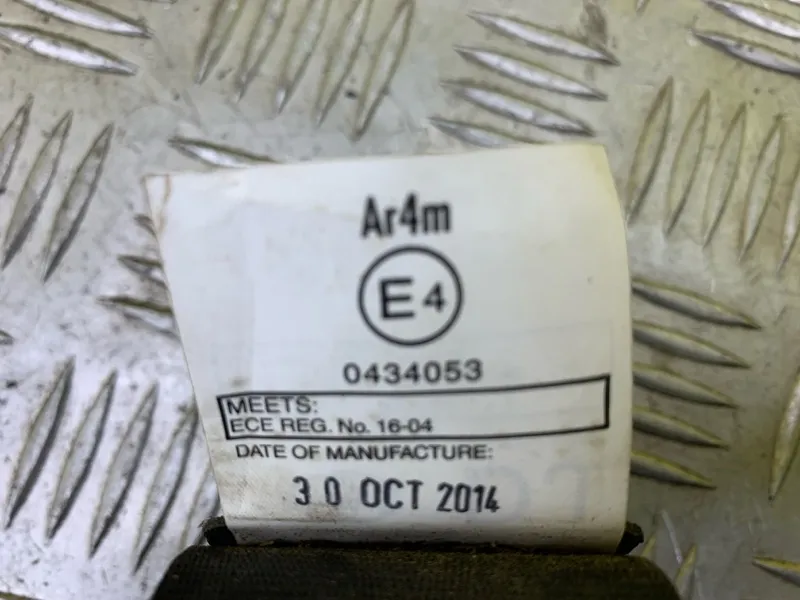 Ar4m
E4
0434053
MEETS:
ECE REG. No. 16-04
DATE OF MANUFACTURE:
30 OCT 2014